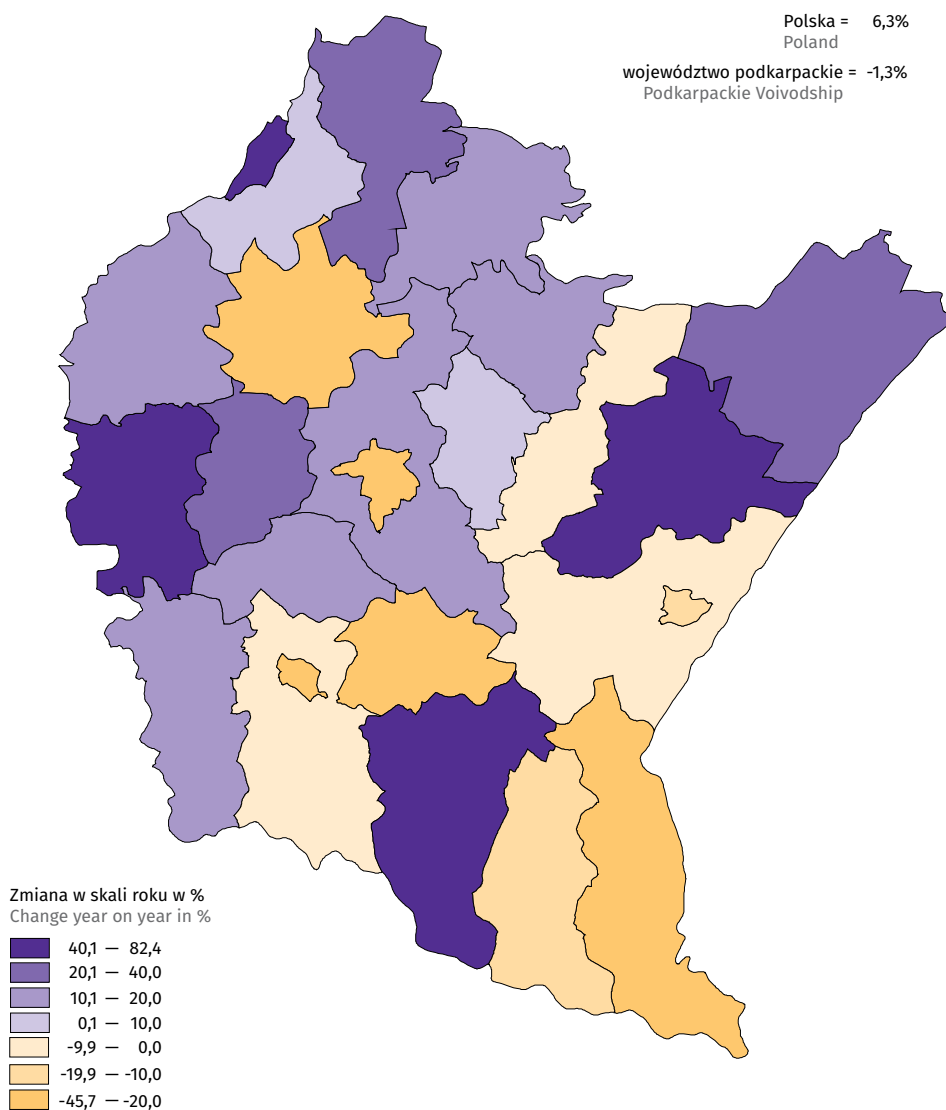 Polska = 6,3%
Poland
województwo podkarpackie = -1,3%
Podkarpackie Voivodship
Zmiana w skali roku w %
Change year on year in %
40,1 — 82,4
20,1 — 40,0
10,1 — 20,0
0,1 — 10,0
-9,9 — 0,0
-19,9 — -10,0
-45,7 — -20,0